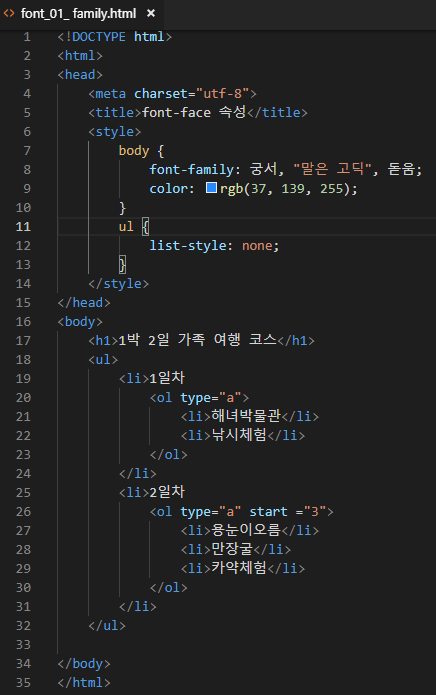 font_01_ family.html
1 <!DOCTYPE html>
2 <html>
3 <head>
4 <meta charset="utf-8">
5 <title>font-face 속성</title>
6 <style>
7 body {
8 font-family: 궁서, "말은 고딕", 돋움;
9 color: rgb(37, 139, 255);
10 }
11 ul {
12 list-style: none;
13 }
14 </style>
15 </head>
16 <body>
17 <h1>1박 2일 가족 여행 코스</h1>
18 <ul>
19 <li>1일차
20 <ol type="a">
21 <li>해녀박물관</li>
22 <li>낚시체험</li>
23 </ol>
24 </li>
25 <li>2일차
26 <ol type="a" start ="3">
27 <li>용눈이오름</li>
28 <li>만장굴</li>
29 <li>카약체험</li>
30 </ol>
31 </li>
32 </ul>
33
34 </body>
35 </html>